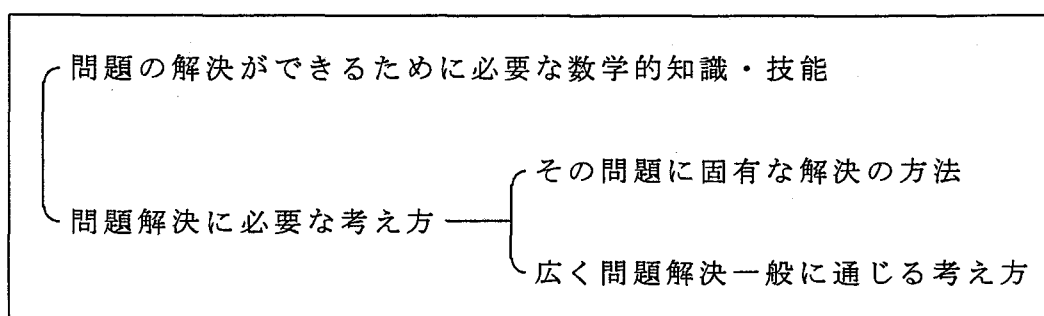 問題の解決ができるために必要な数学的知識・技能
その問題に固有な解決の方法
問題解決に必要な考え方
広く問題解決一般に通じる考え方